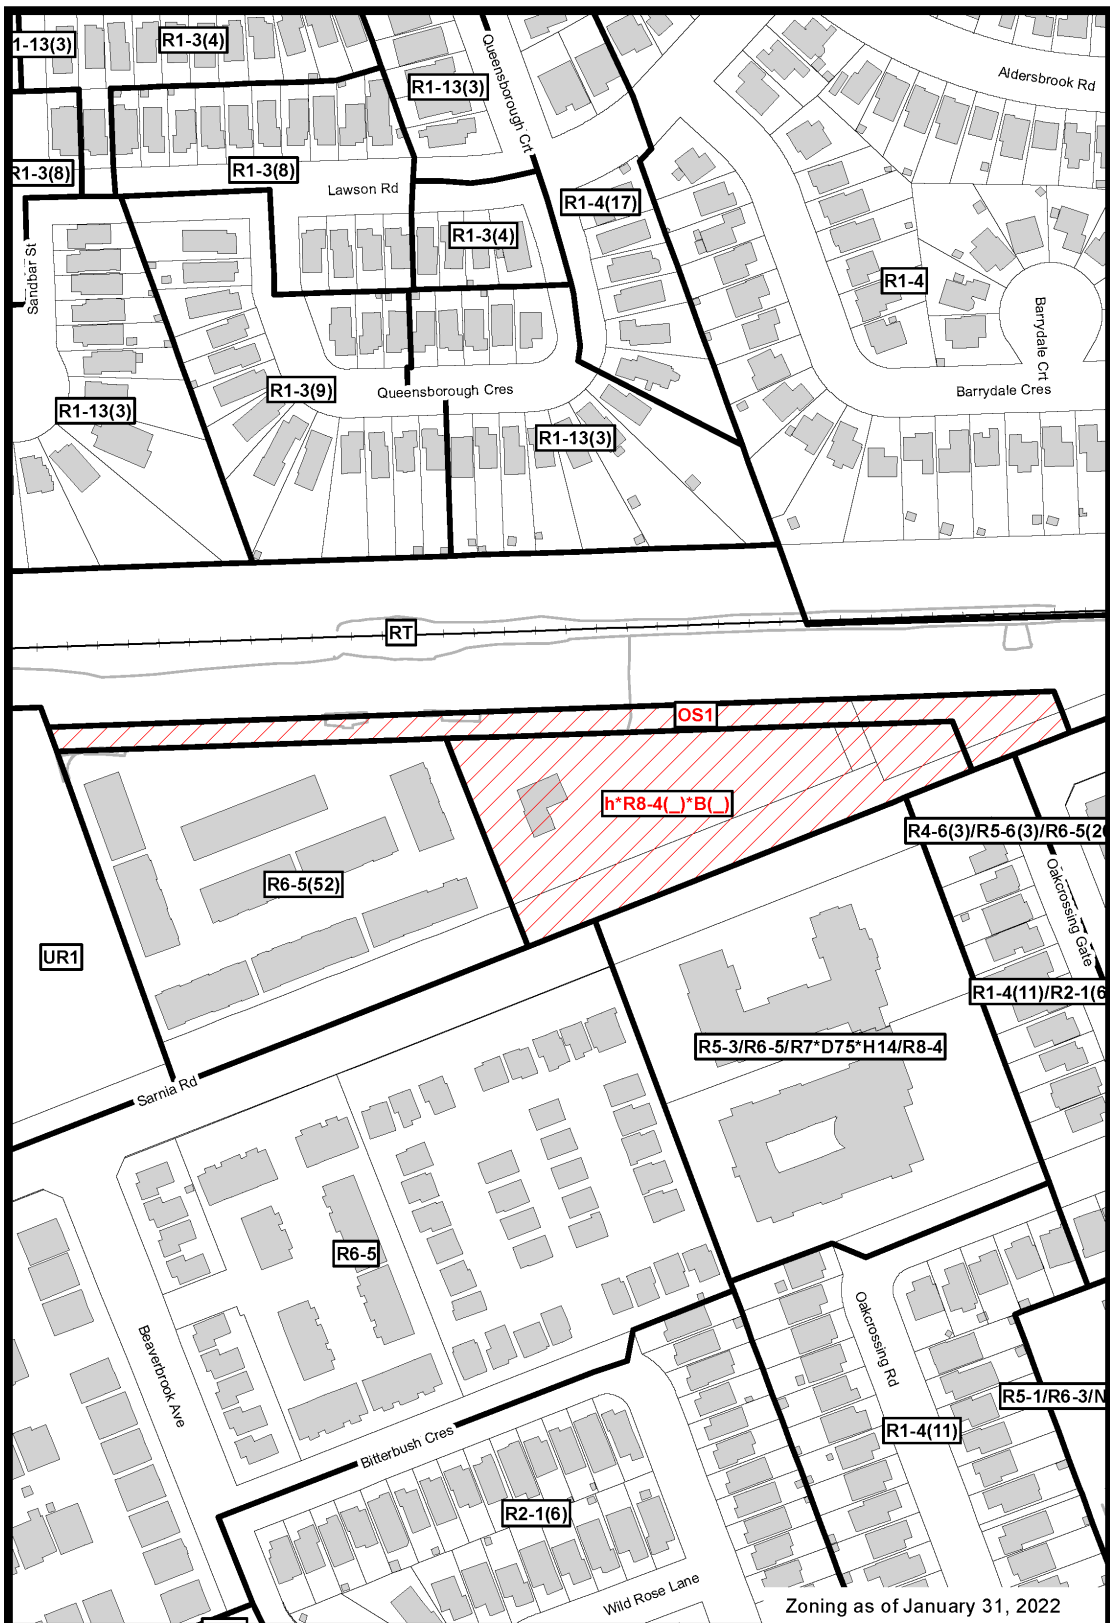 1-13(3)
R1-3(4)
Queensborough Crt
R1-13(3)
Aldersbrook Rd
R1-3(8)
R1-3(8)
Lawson Rd
R1-4(17)
R1-3(4)
Sandbar St
R1-4
Barrydale Crt
R1-3(9)
Queensborough Cres
Barrydale Cres
R1-13(3)
R1-13(3)
RT
OS1
h*R8-4(_)*B(_)
R4-6(3)/R5-6(3)/R6-5(2
R6-5(52)
Oakcrossing Gate
UR1
R1-4(11)/R2-1(6
R5-3/R6-5/R7*D75*H14/R8-4
Sarnia Rd
R6-5
Beaverbrook Ave
Oakcrossing Rd
R5-1/R6-3/N
R1-4(11)
Bitterbush Cres
R2-1(6)
Wild Rose Lane
Zoning as of January 31, 2022